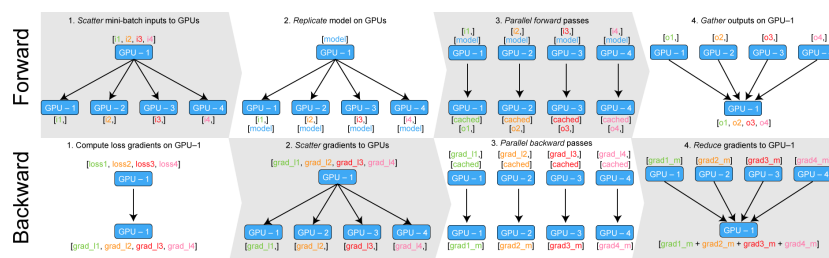 Forward
1. Scatter mini-batch inputs to GPUs
[i1, i2, i3, i4]
GPU – 1
GPU – 1 GPU – 2 GPU – 3 GPU – 4
[i1,] [i2,] [i3,] [i4,]
2. Replicate model on GPUs
[model]
GPU – 1
GPU – 1 GPU – 2 GPU – 3 GPU – 4
[i1,] [i2,] [i3,] [i4,]
[model] [model] [model] [model]
3. Parallel forward passes
[i1,] [i2,] [i3,] [i4,]
[model] [model] [model] [model]
GPU – 1 GPU – 2 GPU – 3 GPU – 4
GPU – 1 GPU – 2 GPU – 3 GPU – 4
[cached] [cached] [cached] [cached]
o1,] o2,] o3,] o4,]
4. Gather outputs on GPU–1
[o1,] [o2,] [o3,] [o4,]
GPU – 1 GPU – 2 GPU – 3 GPU – 4
GPU – 1
[o1, o2, o3, o4]
Backward
1. Compute loss gradients on GPU–1
[loss1, loss2, loss3, loss4]
GPU – 1
GPU – 1
[grad_l1, grad_l2, grad_l3, grad_l4]
2. Scatter gradients to GPUs
[grad_l1, grad_l2, grad_l3, grad_l4]
GPU – 1
GPU – 1 GPU – 2 GPU – 3 GPU – 4
[grad_l1,] [grad_l2,] [grad_l3,] [grad_l4,]
3. Parallel backward passes
[grad_l1,] [grad_l2,] [grad_l3,] [grad_l4,]
[cached] [cached] [cached] [cached]
GPU – 1 GPU – 2 GPU – 3 GPU – 4
GPU – 1 GPU – 2 GPU – 3 GPU – 4
[grad1_m] [grad2_m] [grad3_m] [grad4_m]
4. Reduce gradients to GPU–1
[grad1_m] [grad2_m] [grad3_m] [grad4_m]
GPU – 1 GPU – 2 GPU – 3 GPU – 4
GPU – 1
[grad1_m + grad2_m + grad3_m + grad4_m]